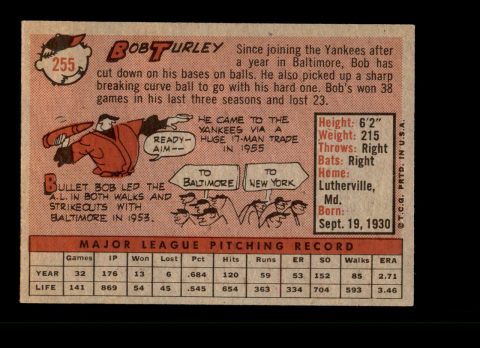 255
BOB TURLEY
Since joining the Yankees after
a year in Baltimore, Bob has
cut down on his bases on balls. He also picked up a sharp
breaking curve ball to go with his hard one. Bob's won 38
games in his last three seasons and lost 23.
HE CAME TO THE
YANKEES VIA A
HUGE 17-MAN TRADE
IN 1955
READY-
AIM--
BULLET BOB LED THE
A.L. IN BOTH WALKS AND
STRIKEOUTS WITH
BALTIMORE IN 1953.
TO
BALTIMORE
TO
NEW YORK
Height: 6'2"
Weight: 215
Throws: Right
Bats: Right
Home:
Lutherville,
Md.
Born:
Sept. 19, 1930
©T.C.G. PRTD. IN U.S.A.
MAJOR LEAGUE PITCHING RECORD
Games IP Won Lost Pct Hits Runs ER SO Walks ERA
YEAR 32 176 13 6 .684 120 59 53 152 85 2.71
LIFE 141 869 54 45 .545 654 363 334 704 593 3.46